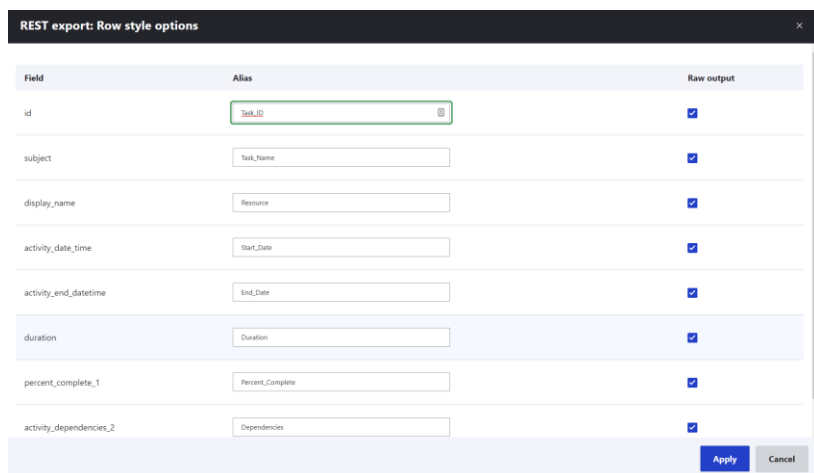 REST export: Row style options ×
Field Alias Raw output
id Task_ID
subject Task_Name
display_name Resource
activity_date_time Start_Date
activity_end_datetime End_Date
duration Duration
percent_complete_1 Percent_Complete
activity_dependencies_2 Dependencies
Apply Cancel